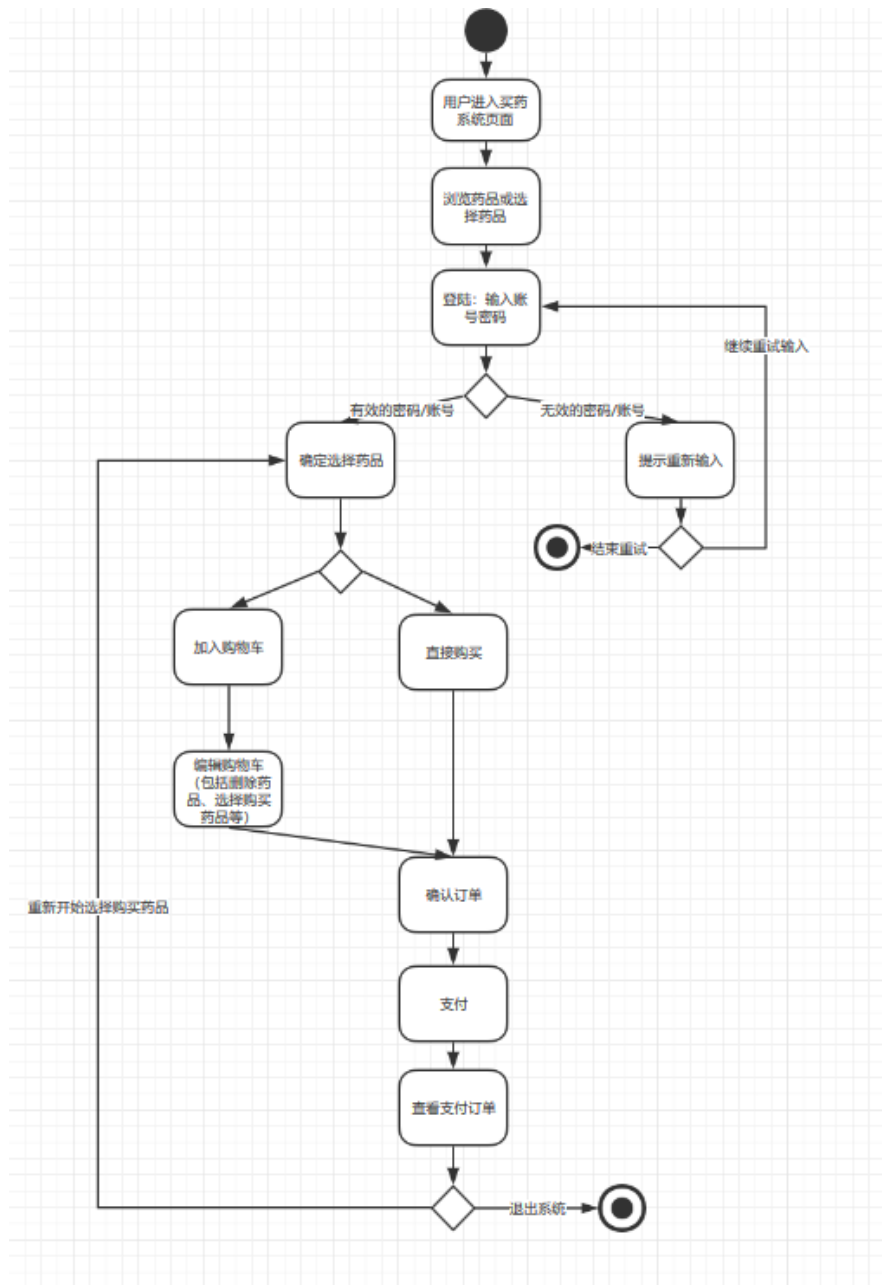 用户进入买药
系统页面
浏览药品或选
择药品
登陆：输入账
号密码
继续重试输入
有效的密码/账号
无效的密码/账号
确定选择药品
提示重新输入
结束重试
加入购物车
直接购买
编辑购物车
（包括删除药
品、选择购买
药品等）
确认订单
重新开始选择购买药品
支付
查看支付订单
退出系统